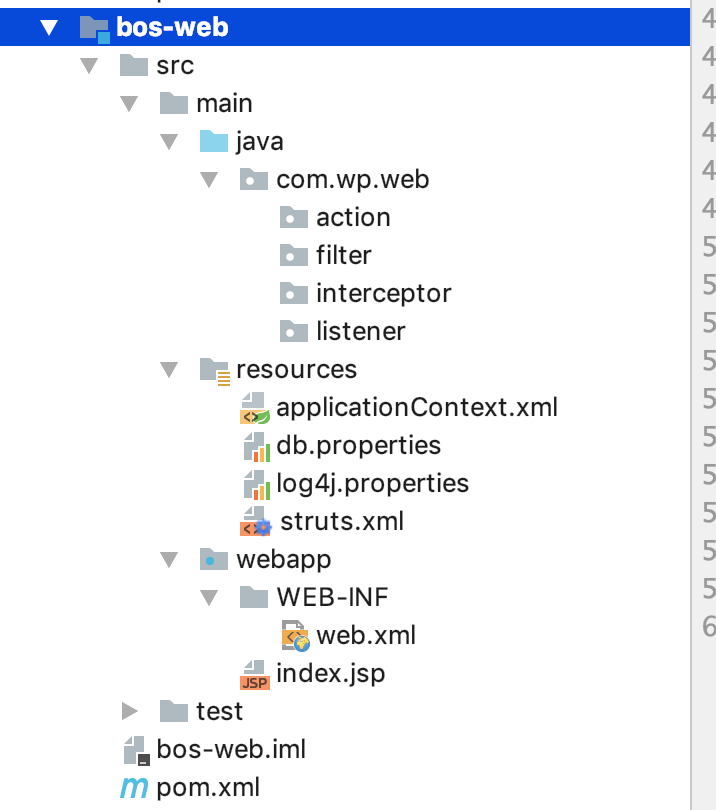 bos-web
src
main
java
com.wp.web
action
filter
interceptor
listener
resources
applicationContext.xml
db.properties
log4j.properties
struts.xml
webapp
WEB-INF
web.xml
JSP index.jsp
test
bos-web.iml
m pom.xml
4
4
4
4
4
4
5
5
5
5
5
5
5
5
5
5
6